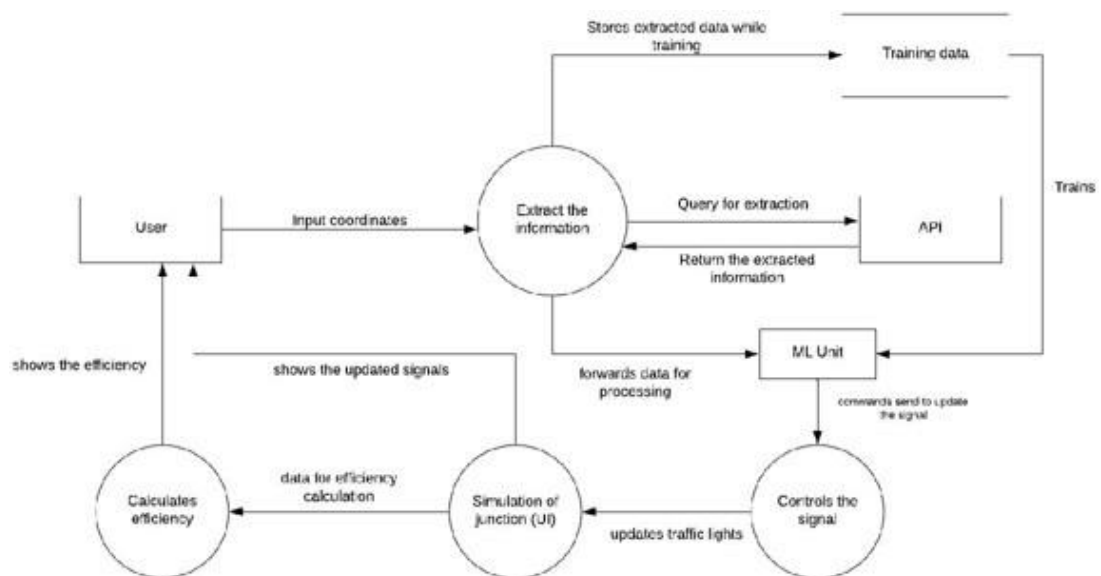 Stores extracted data while
training
Training data
Trains
User
Input coordinates
Extract the
information
Query for extraction
API
Return the extracted
information
shows the efficiency
shows the updated signals
forwards data for
processing
ML Unit
commands send to update
the signal
Calculates
efficiency
data for efficiency
calculation
Simulation of
junction (UI)
updates traffic lights
Controls the
signal